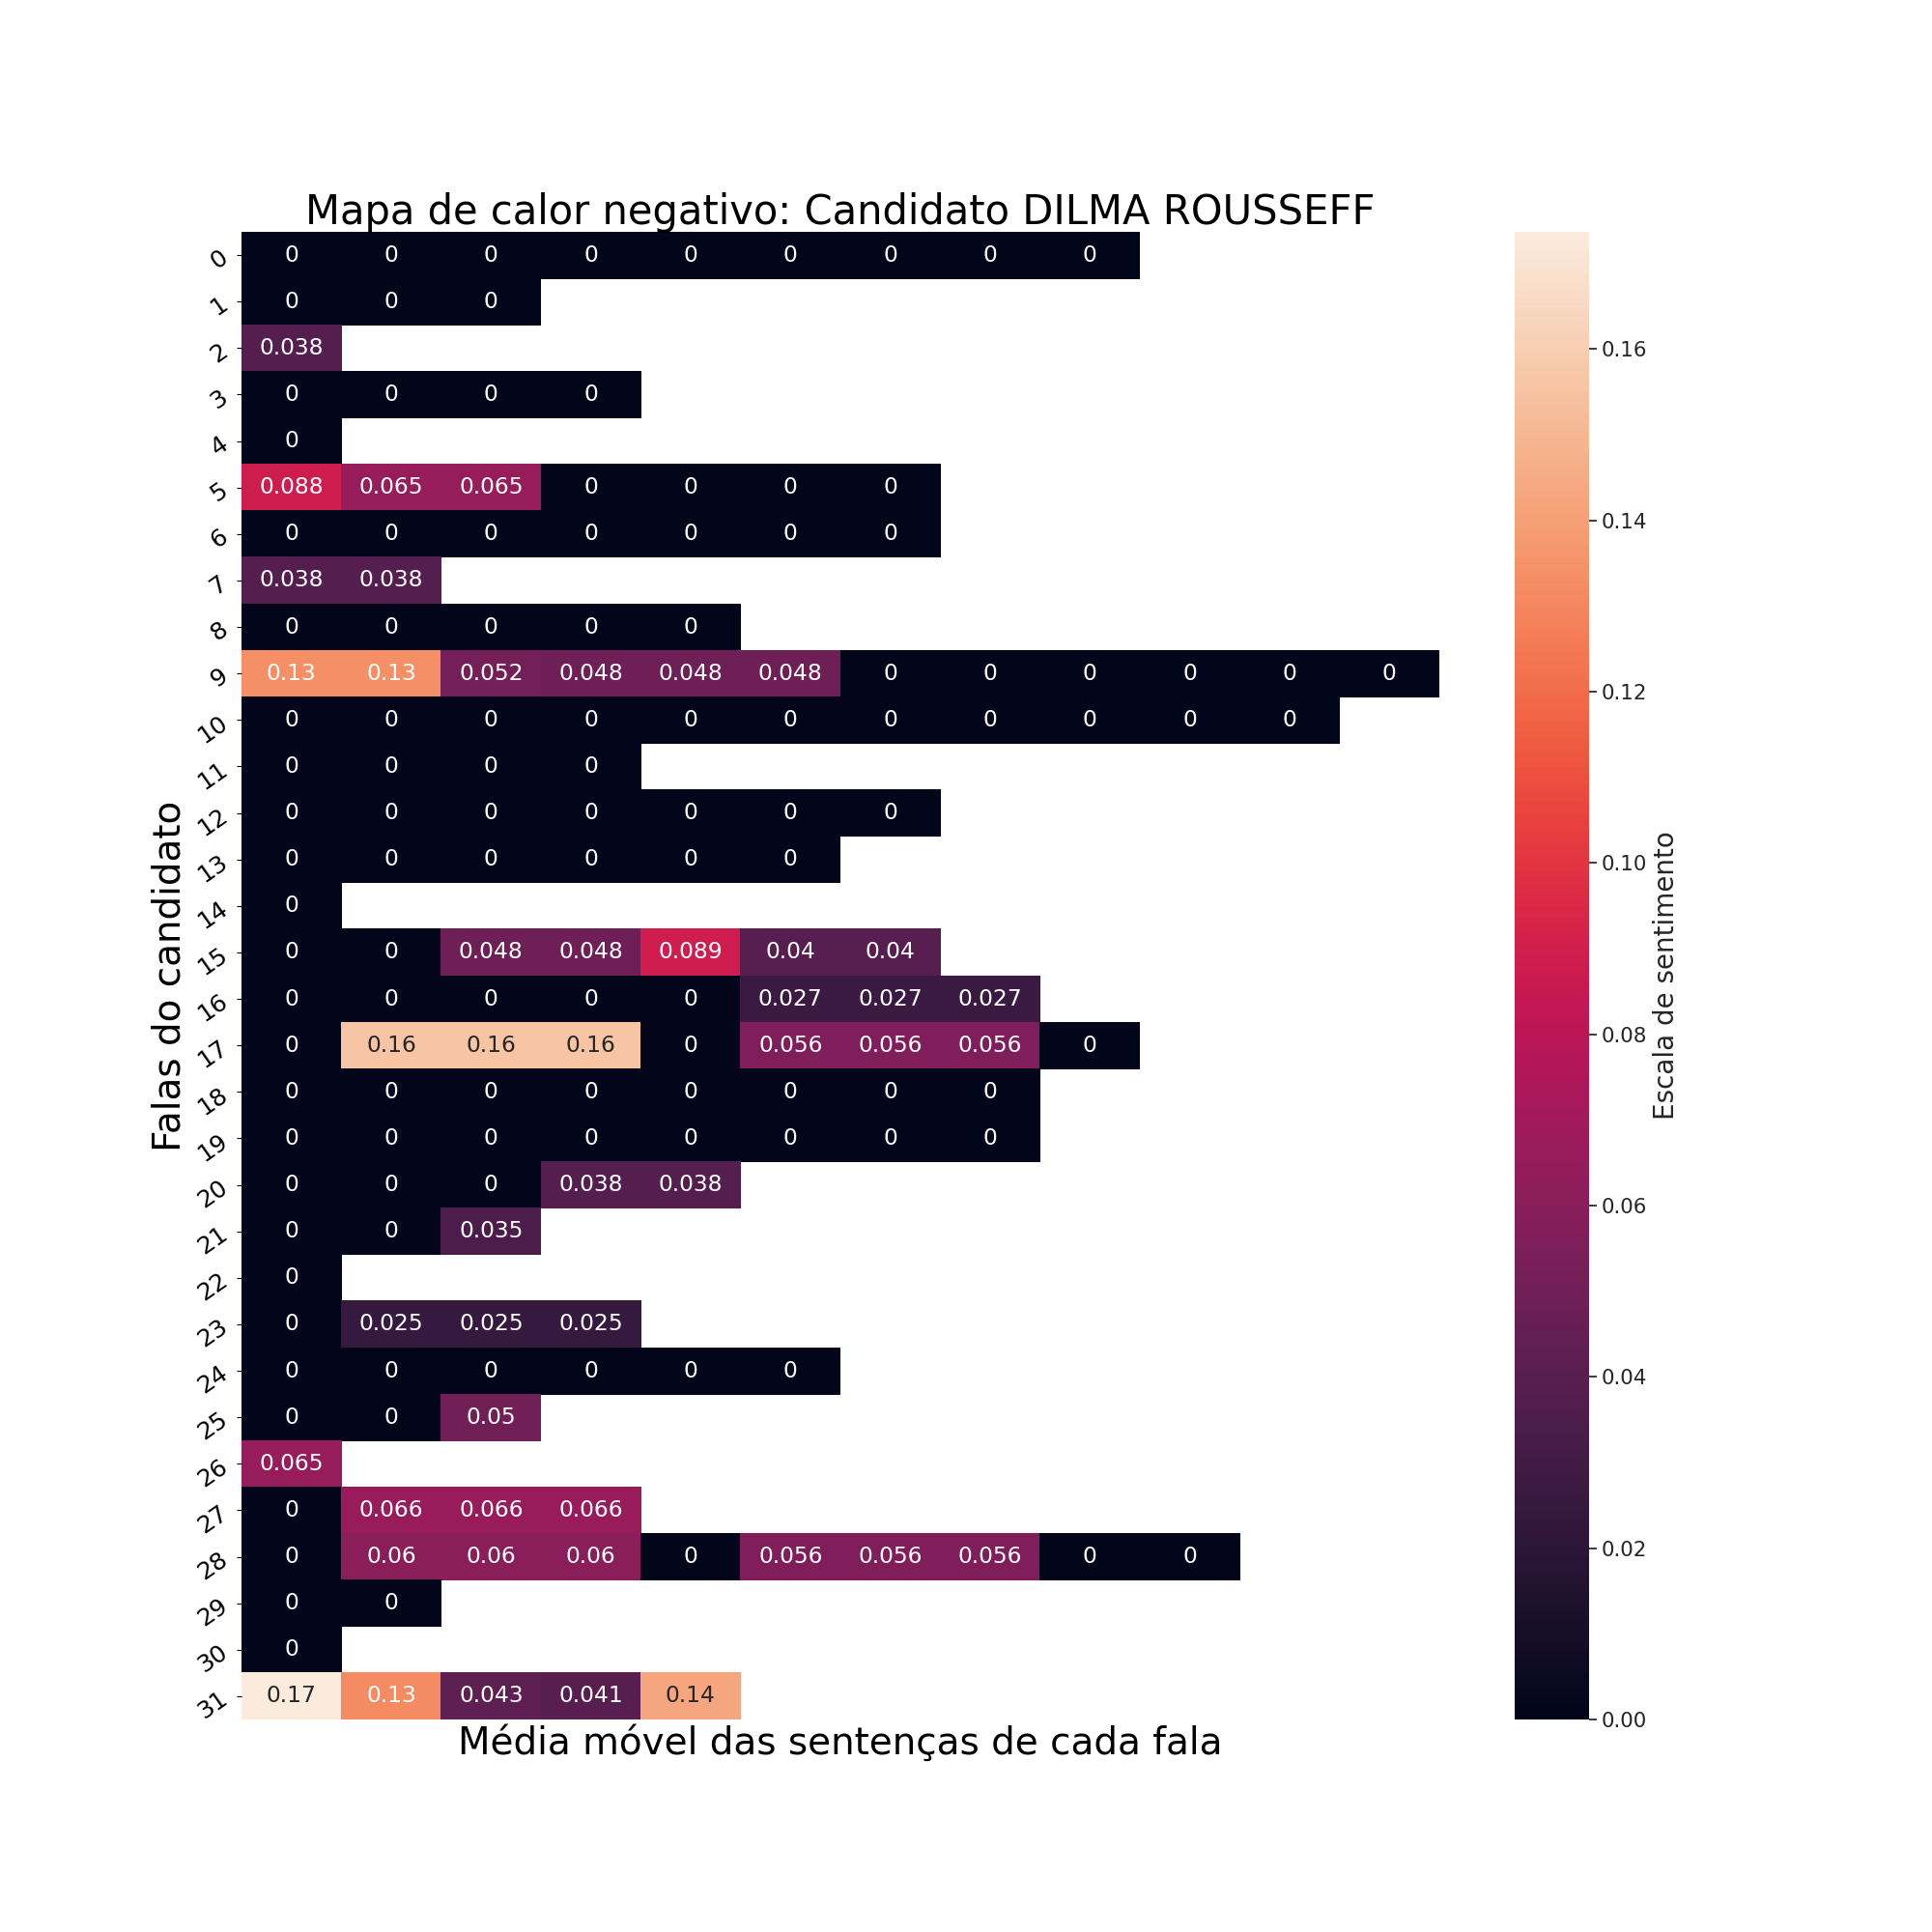 Mapa de calor negativo: Candidato DILMA ROUSSEFF
0 0 0 0 0 0 0 0 0 0
1 0 0 0
2 0.038
3 0 0 0 0
4 0
5 0.088 0.065 0.065 0 0 0 0
6 0 0 0 0 0 0 0
7 0.038 0.038
8 0 0 0 0 0
9 0.13 0.13 0.052 0.048 0.048 0.048 0 0 0 0 0 0
10 0 0 0 0 0 0 0 0 0 0 0
11 0 0 0 0
12 0 0 0 0 0 0 0
13 0 0 0 0 0 0
14 0
15 0 0 0.048 0.048 0.089 0.04 0.04
16 0 0 0 0 0 0.027 0.027 0.027
17 0 0.16 0.16 0.16 0 0.056 0.056 0.056 0
18 0 0 0 0 0 0 0 0
19 0 0 0 0 0 0 0 0
20 0 0 0 0.038 0.038
21 0 0 0.035
22 0
23 0 0.025 0.025 0.025
24 0 0 0 0 0 0
25 0 0 0.05
26 0.065
27 0 0.066 0.066 0.066
28 0 0.06 0.06 0.06 0 0.056 0.056 0.056 0 0
29 0 0
30 0
31 0.17 0.13 0.043 0.041 0.14
Falas do candidato
Média móvel das sentenças de cada fala
0.16
0.14
0.12
0.10
0.08
0.06
0.04
0.02
0.00
Escala de sentimento